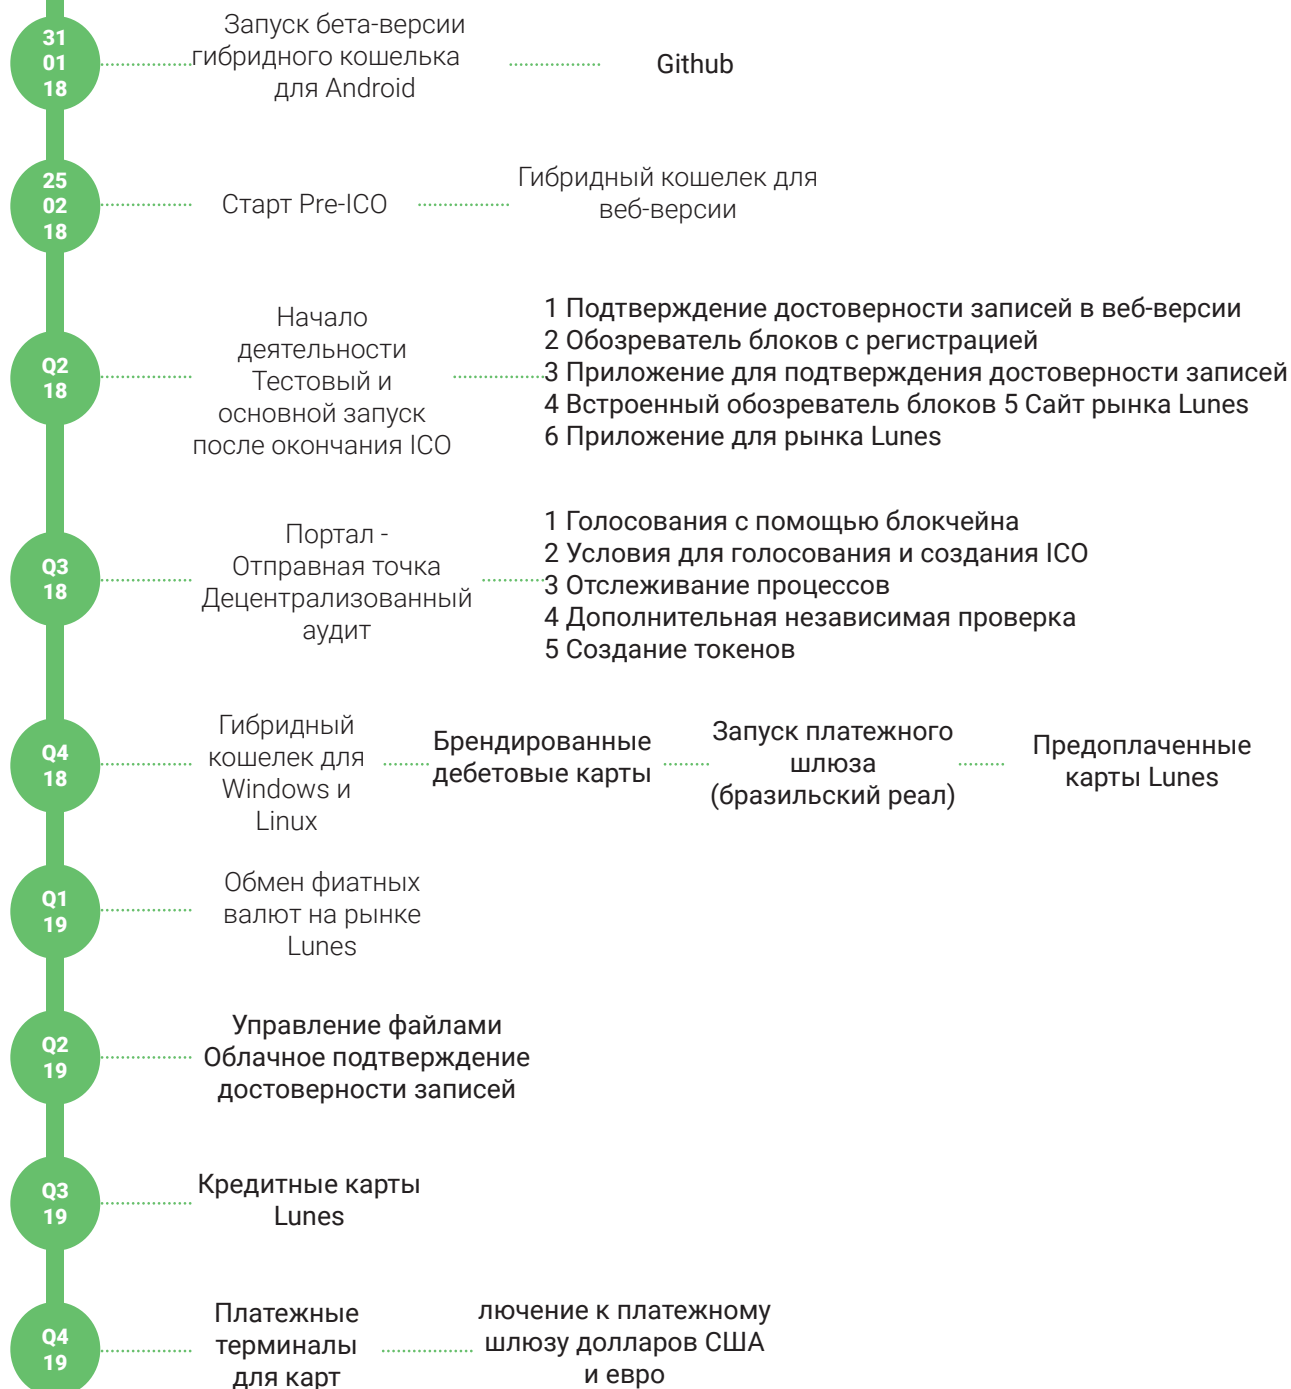 31
01
18
Запуск бета-версии
гибридного кошелька
для Android
Github
25
02
18
Старт Pre-ICO
Гибридный кошелек для
веб-версии
Q2
18
Начало
деятельности
Тестовый и
основной запуск
после окончания ICO
1 Подтверждение достоверности записей в веб-версии
2 Обозреватель блоков с регистрацией
3 Приложение для подтверждения достоверности записей
4 Встроенный обозреватель блоков 5 Сайт рынка Lunes
6 Приложение для рынка Lunes
Q3
18
Портал -
Отправная точка
Децентрализованный
аудит
1 Голосования с помощью блокчейна
2 Условия для голосования и создания ICO
3 Отслеживание процессов
4 Дополнительная независимая проверка
5 Создание токенов
Q4
18
Гибридный
кошелек для
Windows и
Linux
Брендированные
дебетовые карты
Запуск платежного
шлюза
(бразильский реал)
Предоплаченные
карты Lunes
Q1
19
Обмен фиатных
валют на рынке
Lunes
Q2
19
Управление файлами
Облачное подтверждение
достоверности записей
Q3
19
Кредитные карты
Lunes
Q4
19
Платежные
терминалы
для карт
лючение к платежному
шлюзу долларов США
и евро